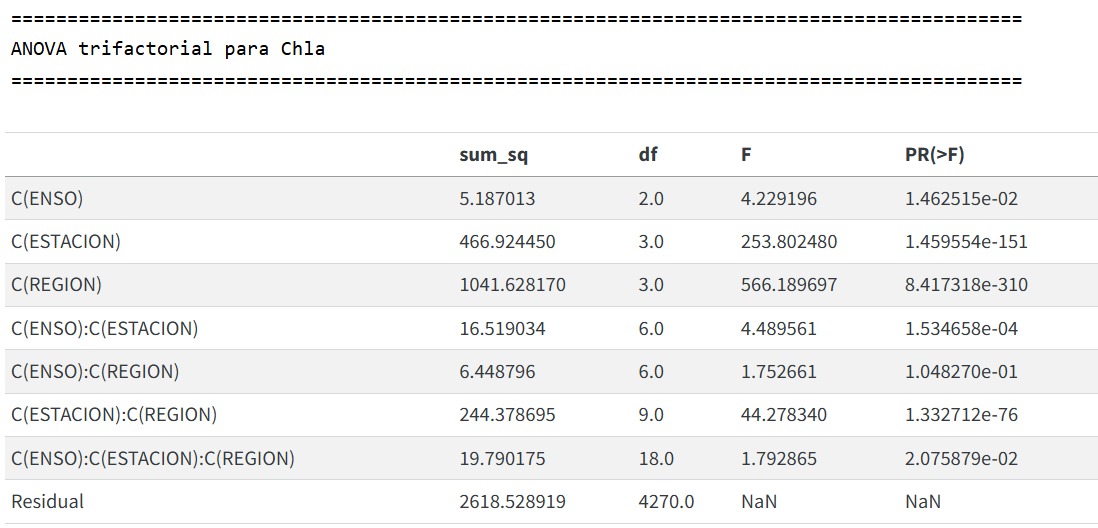 ==========================================================================================
ANOVA trifactorial para Chla
==========================================================================================
sum_sq df F PR(>F)
C(ENSO) 5.187013 2.0 4.229196 1.462515e-02
C(ESTACION) 466.924450 3.0 253.802480 1.459554e-151
C(REGION) 1041.628170 3.0 566.189697 8.417318e-310
C(ENSO):C(ESTACION) 16.519034 6.0 4.489561 1.534658e-04
C(ENSO):C(REGION) 6.448796 6.0 1.752661 1.048270e-01
C(ESTACION):C(REGION) 244.378695 9.0 44.278340 1.332712e-76
C(ENSO):C(ESTACION):C(REGION) 19.790175 18.0 1.792865 2.075879e-02
Residual 2618.528919 4270.0 NaN NaN